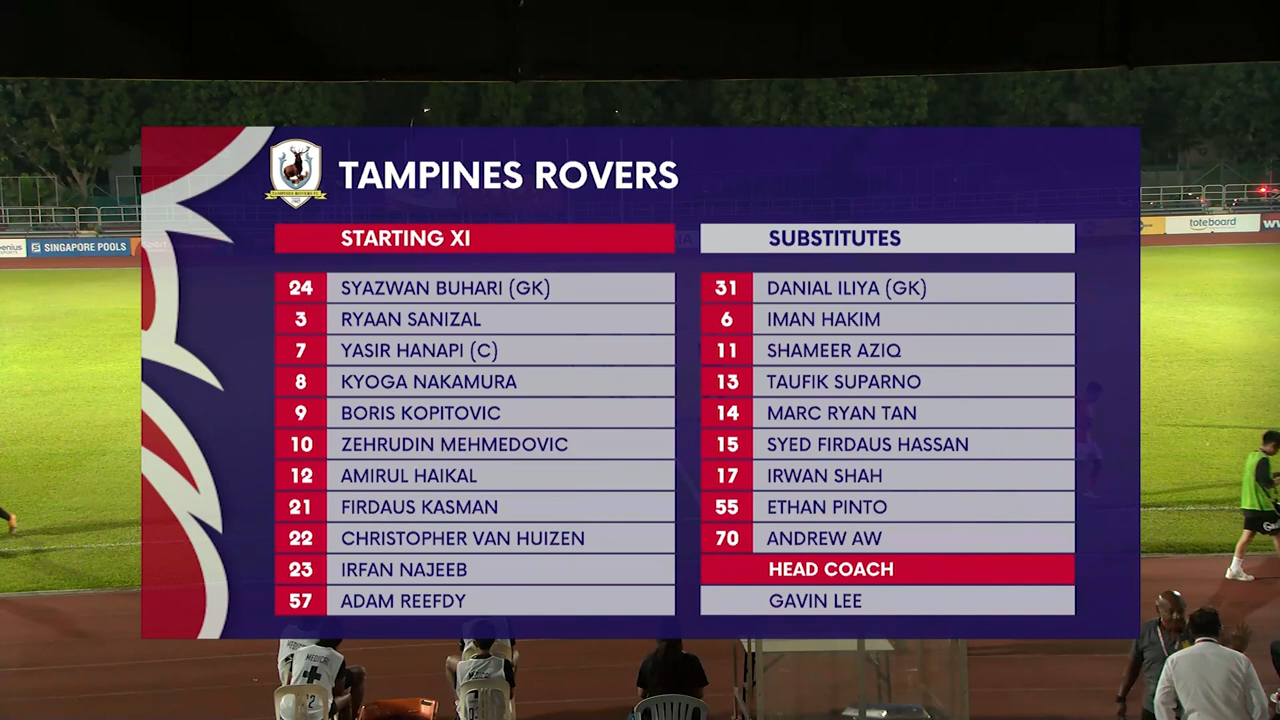 TAMPINES ROVERS
TAMPINES ROVERS FC
STARTING XI
24 SYAZWAN BUHARI (GK)
3 RYAAN SANIZAL
7 YASIR HANAPI (C)
8 KYOGA NAKAMURA
9 BORIS KOPITOVIC
10 ZEHRUDIN MEHMEDOVIC
12 AMIRUL HAIKAL
21 FIRDAUS KASMAN
22 CHRISTOPHER VAN HUIZEN
23 IRFAN NAJEEB
57 ADAM REEFDY
SUBSTITUTES
31 DANIAL ILIYA (GK)
6 IMAN HAKIM
11 SHAMEER AZIQ
13 TAUFIK SUPARNO
14 MARC RYAN TAN
15 SYED FIRDAUS HASSAN
17 IRWAN SHAH
55 ETHAN PINTO
70 ANDREW AW
HEAD COACH
GAVIN LEE
SINGAPORE POOLS
toteboard
MEDICAL